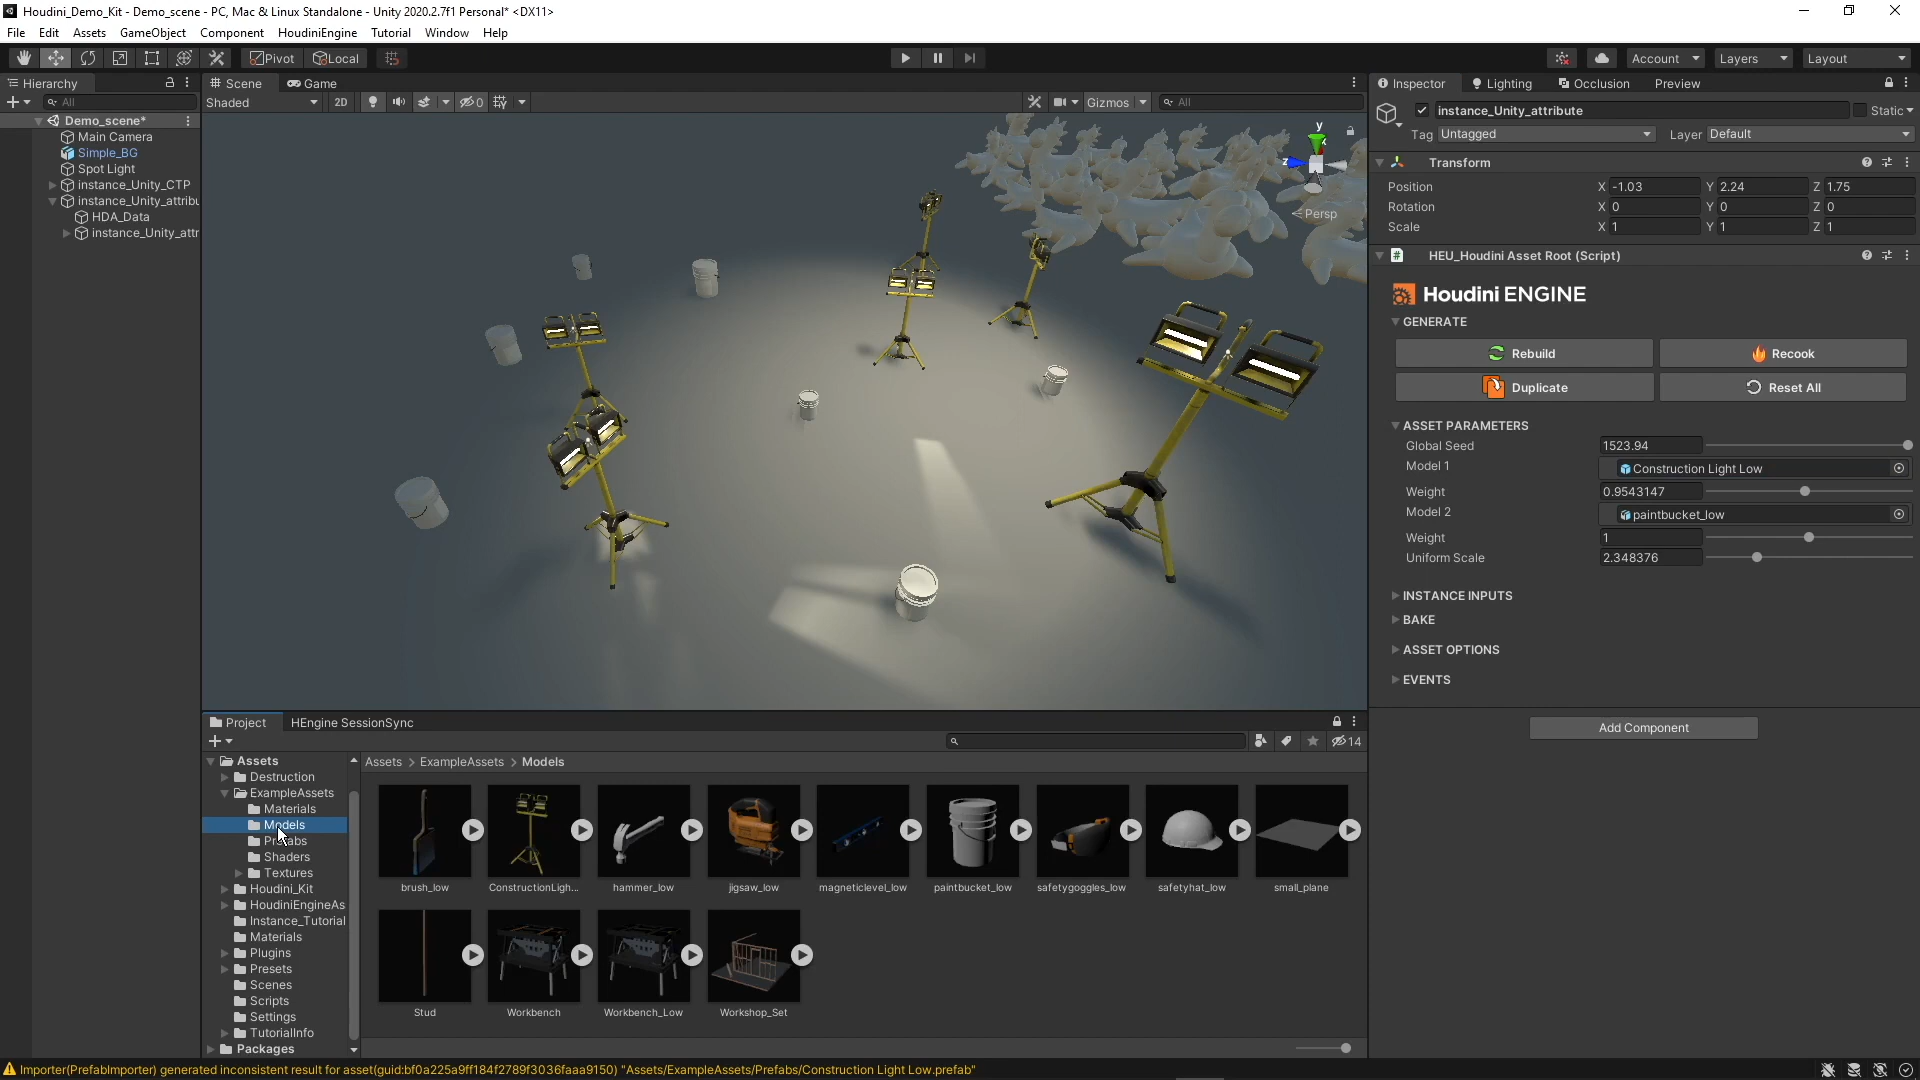 Houdini_Demo_Kit - Demo_scene - PC, Mac & Linux Standalone - Unity 2020.2.7f1 Personal* <DX11>
File Edit Assets GameObject Component HoudiniEngine Tutorial Window Help
Pivot Local Account Layers Layout
Hierarchy
All
Demo_scene*
Main Camera
Simple_BG
Spot Light
instance_Unity_CTP
instance_Unity_attribu
HDA_Data
instance_Unity_attr
Scene Game
Shaded 2D 0 Gizmos All
y
z
Persp
Inspector Lighting Occlusion Preview
instance_Unity_attribute Static
Tag Untagged Layer Default
Transform
Position X -1.03 Y 2.24 Z 1.75
Rotation X 0 Y 0 Z 0
Scale X 1 Y 1 Z 1
# HEU_Houdini Asset Root (Script)
Houdini ENGINE
GENERATE
Rebuild Recook
Duplicate Reset All
ASSET PARAMETERS
Global Seed 1523.94
Model 1 Construction Light Low
Weight 0.9543147
Model 2 paintbucket_low
Weight 1
Uniform Scale 2.348376
INSTANCE INPUTS
BAKE
ASSET OPTIONS
EVENTS
Add Component
Project HEngine SessionSync
14
Assets
Destruction
ExampleAssets
Materials
Models
Prefabs
Shaders
Textures
Houdini_Kit
HoudiniEngineAs
Instance_Tutorial
Materials
Plugins
Presets
Scenes
Scripts
Settings
TutorialInfo
Packages
Assets > ExampleAssets > Models
brush_low ConstructionLigh... hammer_low jigsaw_low magneticlevel_low paintbucket_low safetygoggles_low safetyhat_low small_plane
Stud Workbench Workbench_Low Workshop_Set
Importer(PrefabImporter) generated inconsistent result for asset(guid:bf0a225a9ff184f2789f3036faaa9150) "Assets/ExampleAssets/Prefabs/Construction Light Low.prefab"